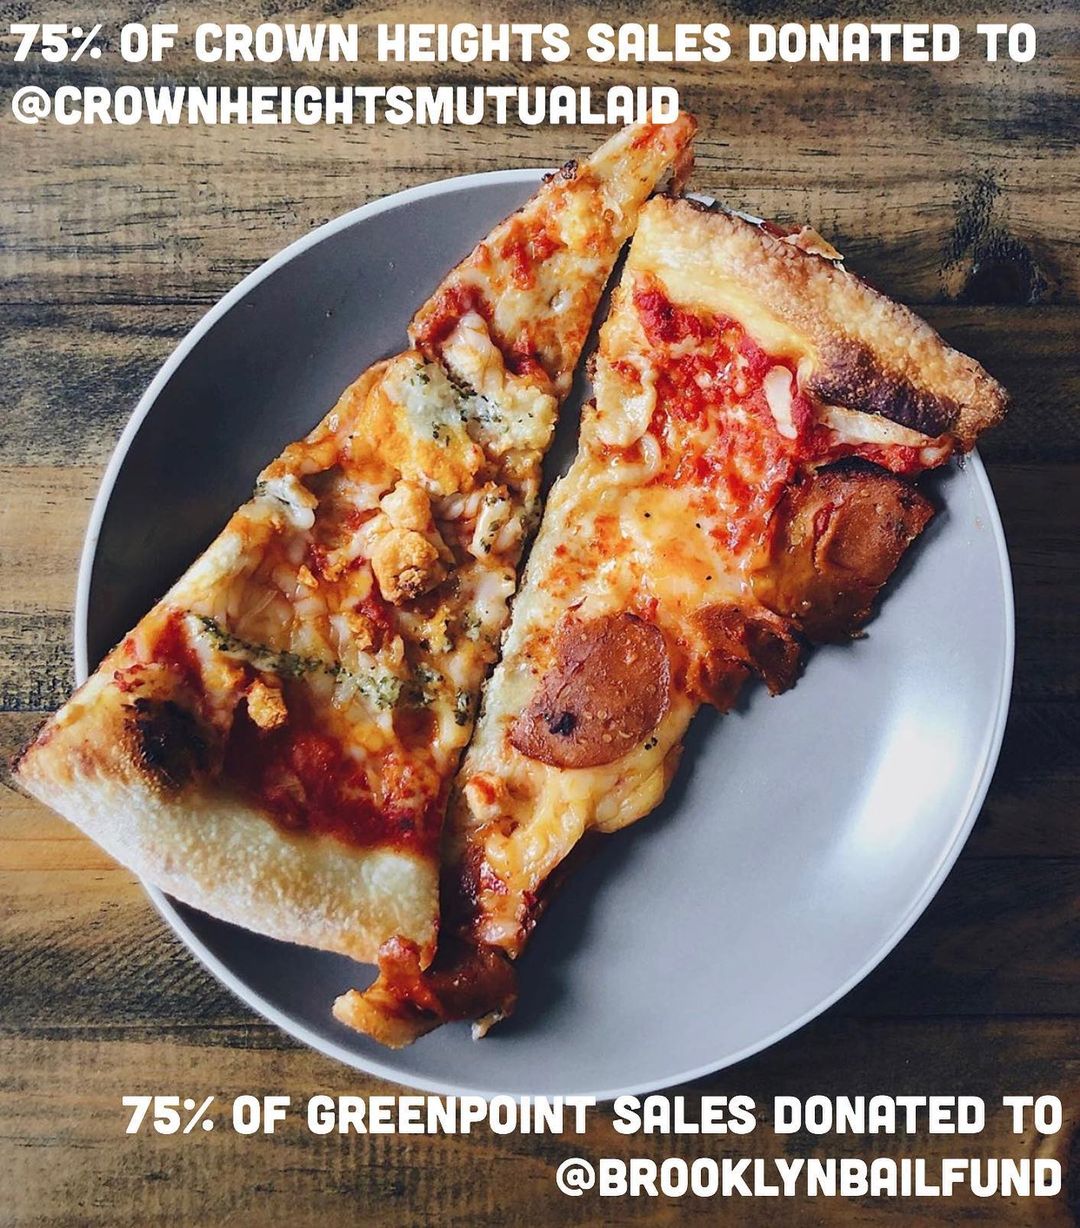 75% OF CROWN HEIGHTS SALES DONATED TO
@CROWNHEIGHTSMUTUALAID
75% OF GREENPOINT SALES DONATED TO
@BROOKLYNBAILFUND